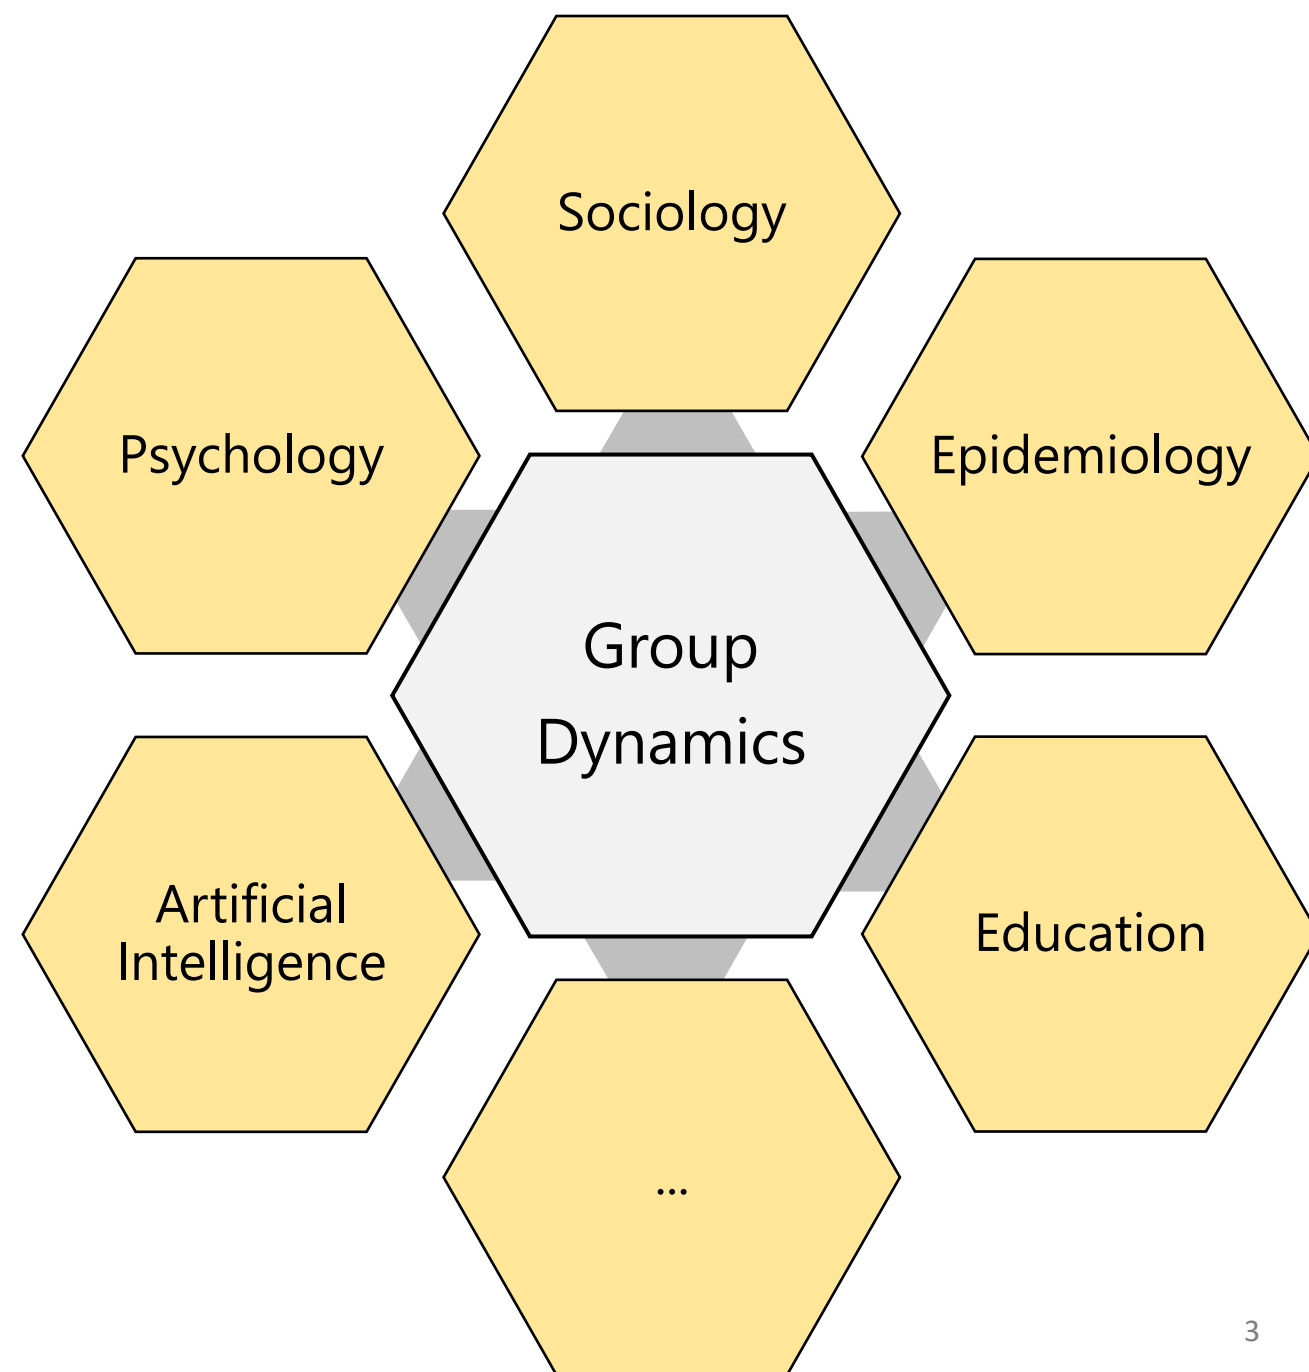 Sociology
Psychology
Epidemiology
Group
Dynamics
Artificial
Intelligence
Education
...
3